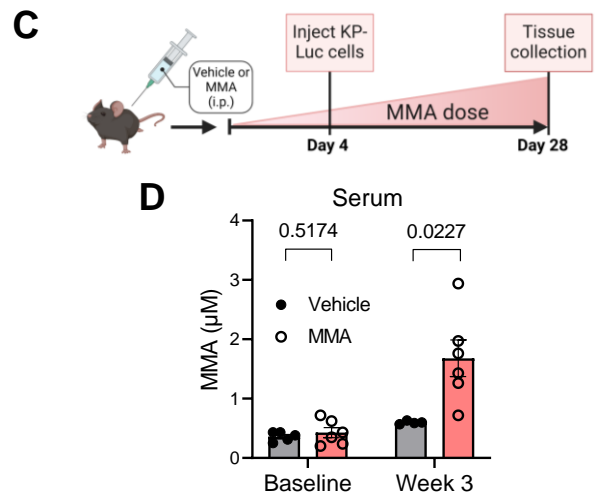 C
Inject KP-
Luc cells
Tissue
collection
Vehicle or
MMA
(i.p.)
MMA dose
Day 4
Day 28
D
Serum
4
0.5174
0.0227
3
Vehicle
MMA
2
MMA (μM)
1
0
Baseline
Week 3